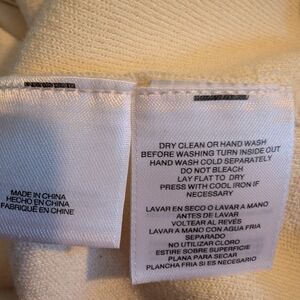 MADE IN CHINA
HECHO EN CHINA
FABRIQUÉ EN CHINE
DRY CLEAN OR HAND WASH
BEFORE WASHING TURN INSIDE OUT
HAND WASH COLD SEPARATELY
DO NOT BLEACH
LAY FLAT TO DRY
PRESS WITH COOL IRON IF
NECESSARY
LAVAR EN SECO O LAVAR A MANO
ANTES DE LAVAR
VOLTEAR AL REVÉS
LAVAR A MANO CON AGUA FRIA
SEPARADO
NO UTILIZAR CLORO
ESTIRE SOBRE SUPERFICIE
PLANA PARA SECAR
PLANCHA FRIA SI ES NECESARIO